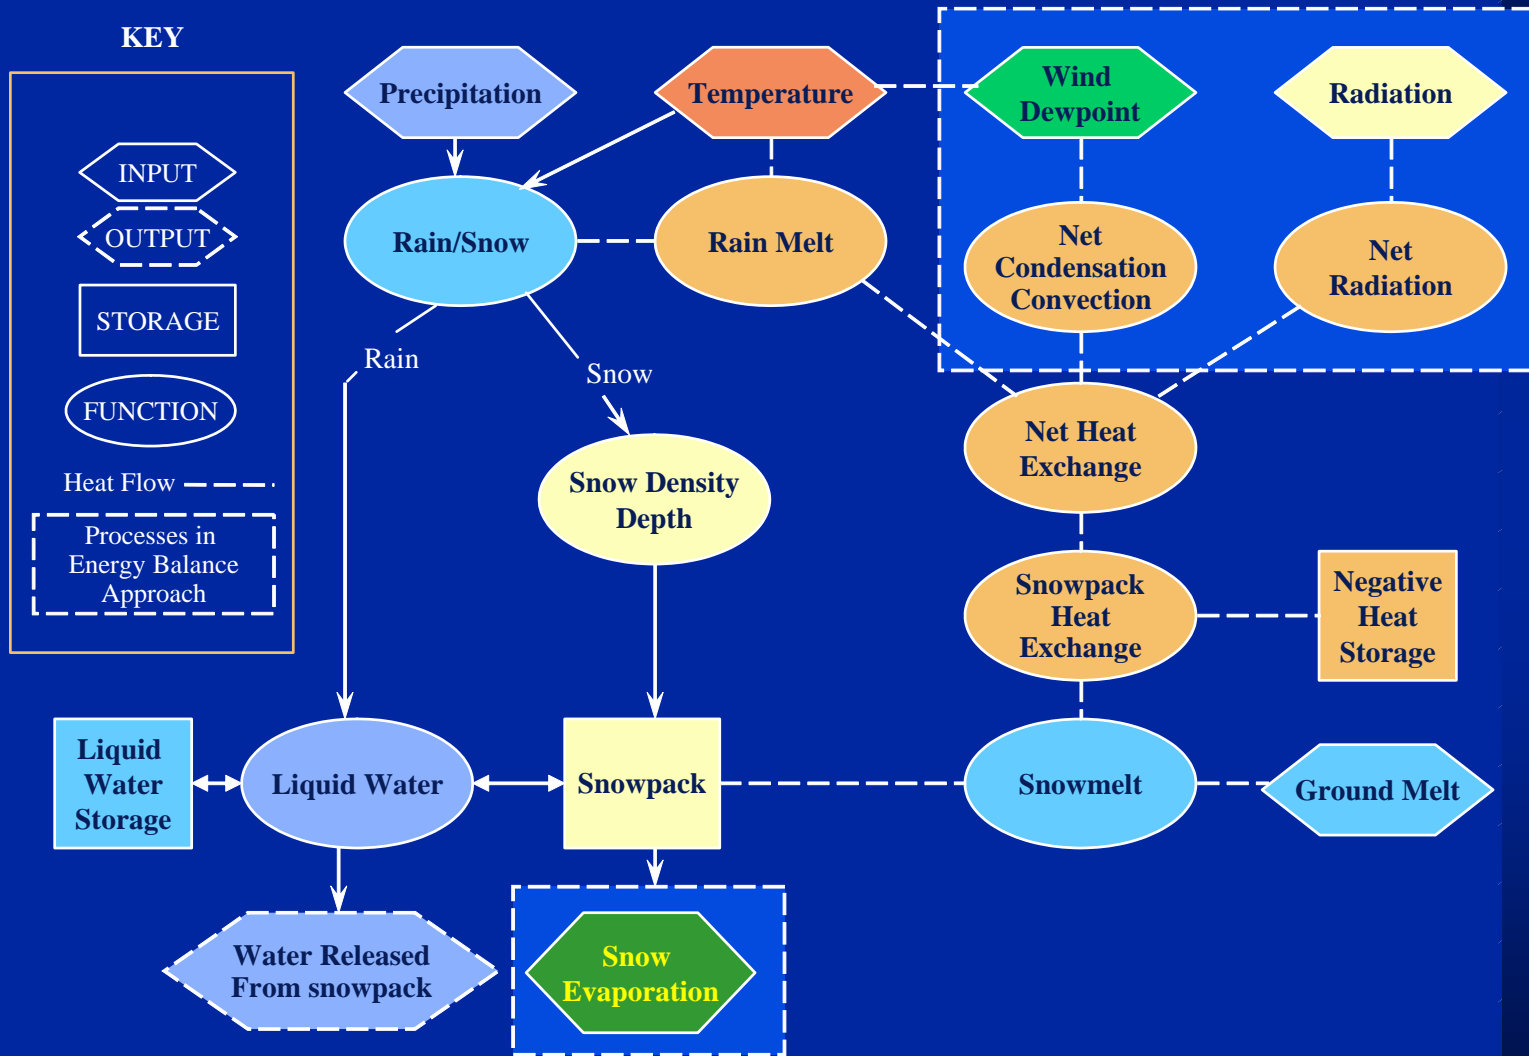 KEY
INPUT
OUTPUT
STORAGE
FUNCTION
Heat Flow
Processes in
Energy Balance
Approach
Precipitation
Temperature
Wind
Dewpoint
Radiation
Rain/Snow
Rain Melt
Net
Condensation
Convection
Net
Radiation
Rain
Snow
Net Heat
Exchange
Snow Density
Depth
Snowpack
Heat
Exchange
Negative
Heat
Storage
Liquid
Water
Storage
Liquid Water
Snowpack
Snowmelt
Ground Melt
Water Released
From snowpack
Snow
Evaporation